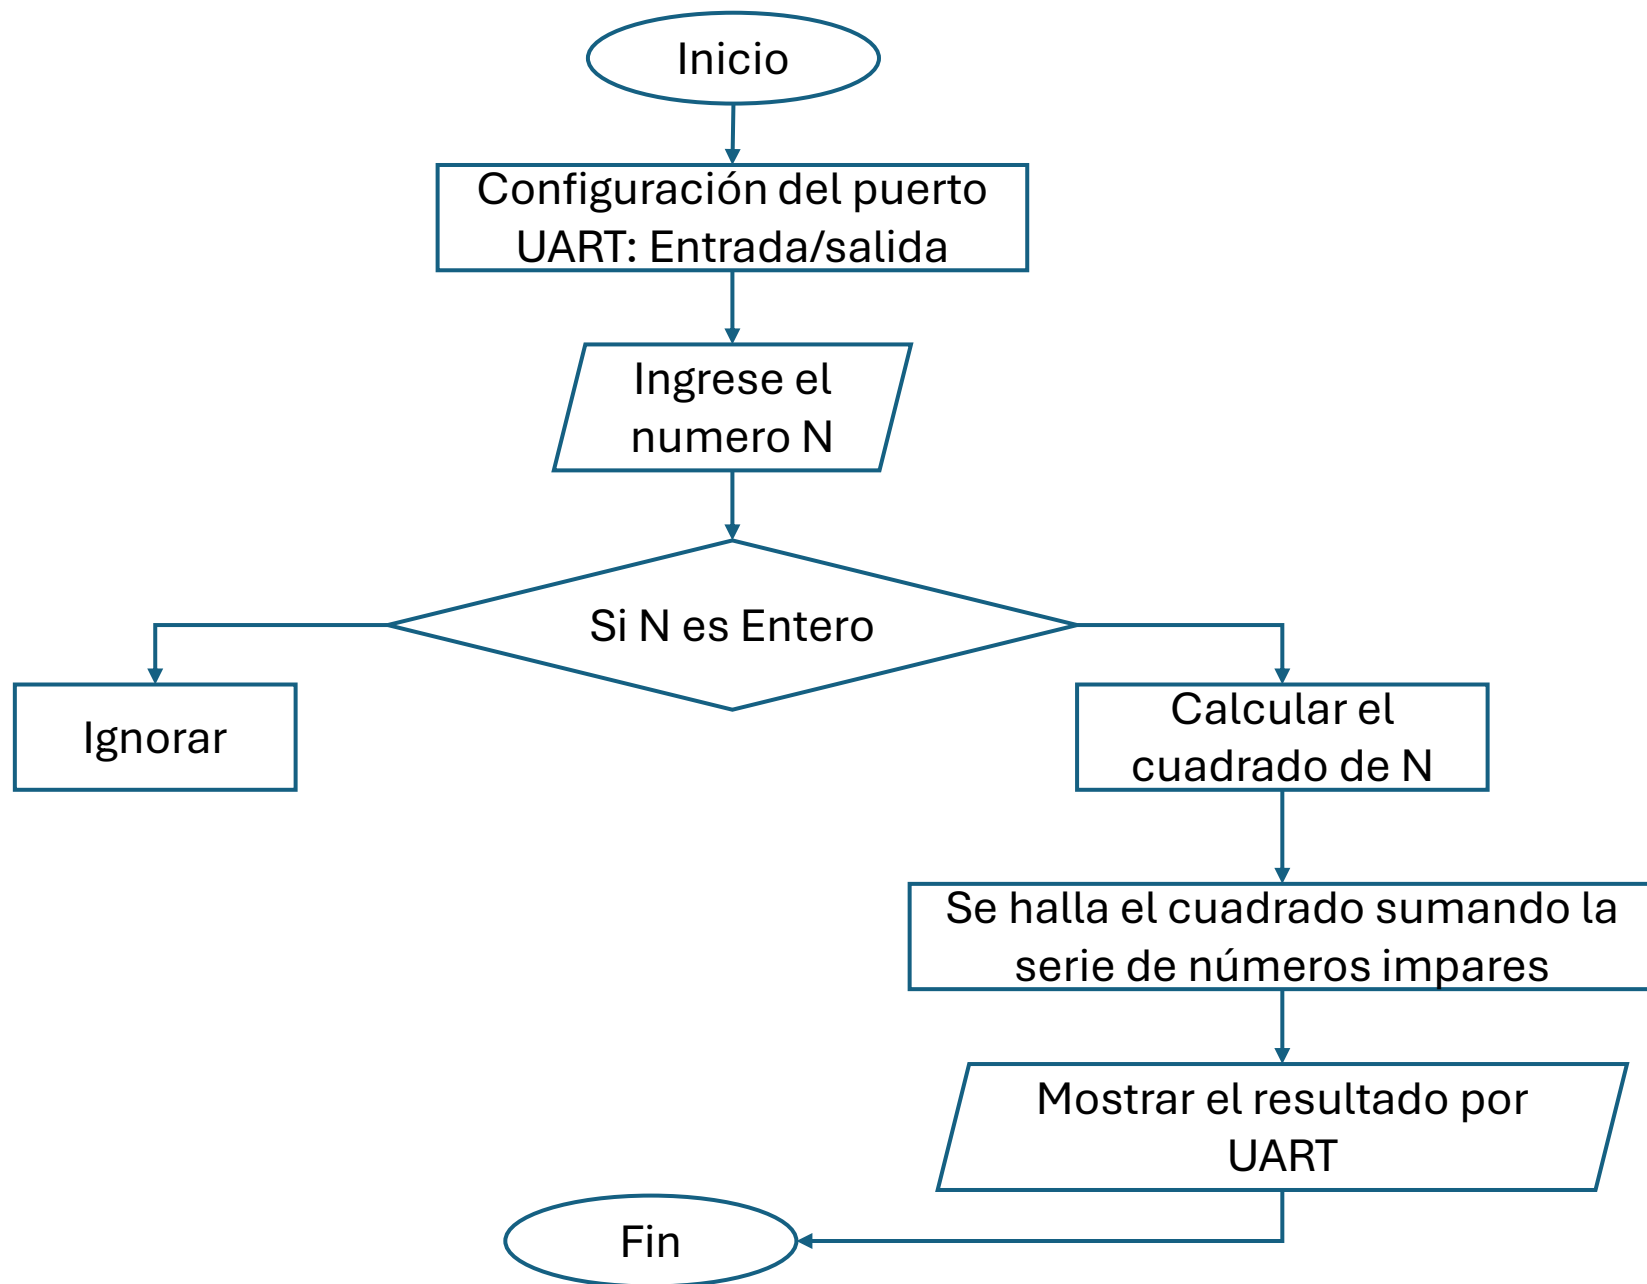 Inicio
Configuración del puerto
UART: Entrada/salida
Ingrese el
numero N
Si N es Entero
Ignorar
Calcular el
cuadrado de N
Se halla el cuadrado sumando la
serie de números impares
Mostrar el resultado por
UART
Fin